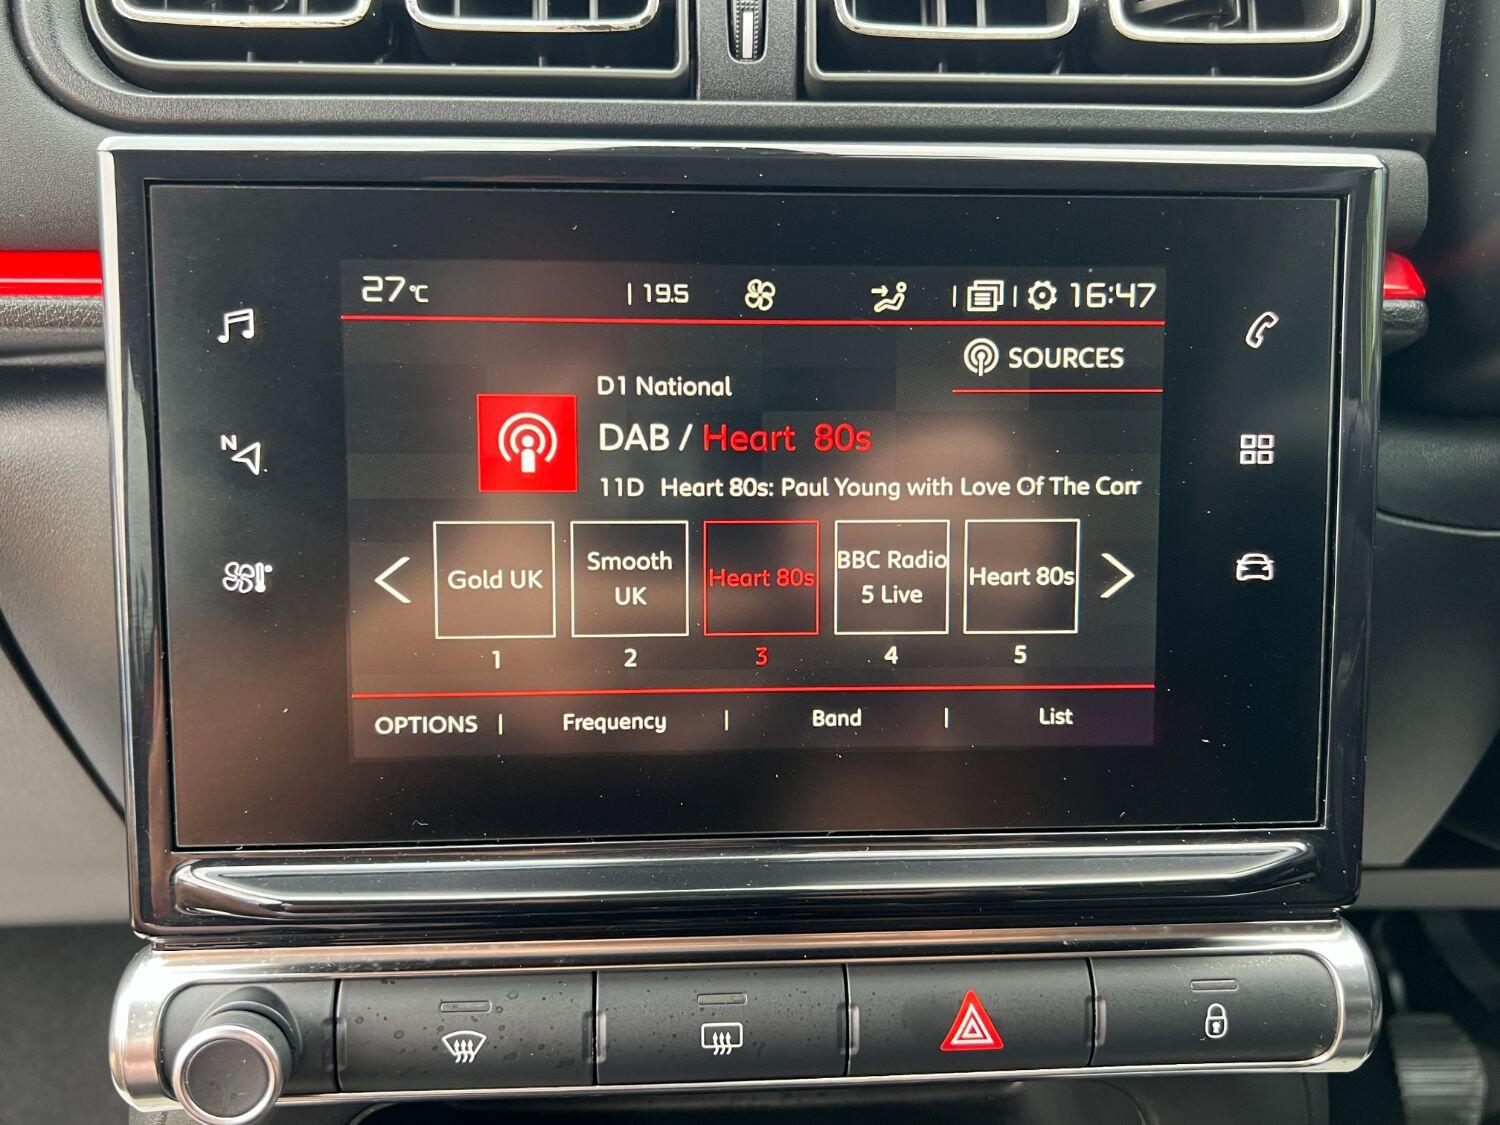 27°C | 19.5 | | 16:47
SOURCES
D1 National
DAB / Heart 80s
11D Heart 80s: Paul Young with Love Of The Com
N
Gold UK
Smooth
UK
Heart 80s
BBC Radio
5 Live
Heart 80s
1 2 3 4 5
OPTIONS | Frequency | Band | List